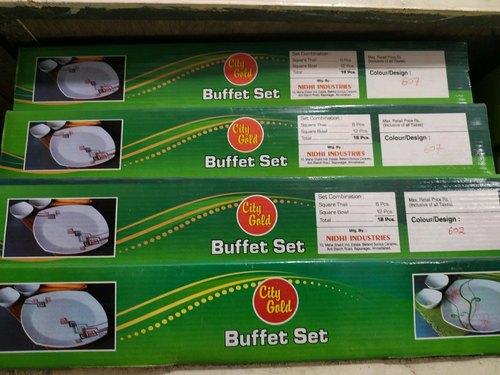 City
Gold
Buffet Set
Set Combination :
Square Thali 6 Pcs.
Square Bowl 12 Pcs.
Total 18 Pcs.
Mfg. By :
NIDHI INDUSTRIES
Max. Retail Price Rs.
(Inclusive of all Taxes)
Colour/Design :
607
City
Gold
Buffet Set
Set Combination :
Square Thali 6 Pcs.
Square Bowl 12 Pcs.
Total 18 Pcs.
Mfg. By :
NIDHI INDUSTRIES
Max. Retail Price Rs.
(Inclusive of all Taxes)
Colour/Design :
607
City
Gold
Buffet Set
Set Combination :
Square Thali 6 Pcs.
Square Bowl 12 Pcs.
Total 18 Pcs.
Mfg. By :
NIDHI INDUSTRIES
Max. Retail Price Rs.
(Inclusive of all Taxes)
Colour/Design :
602
City
Gold
Buffet Set